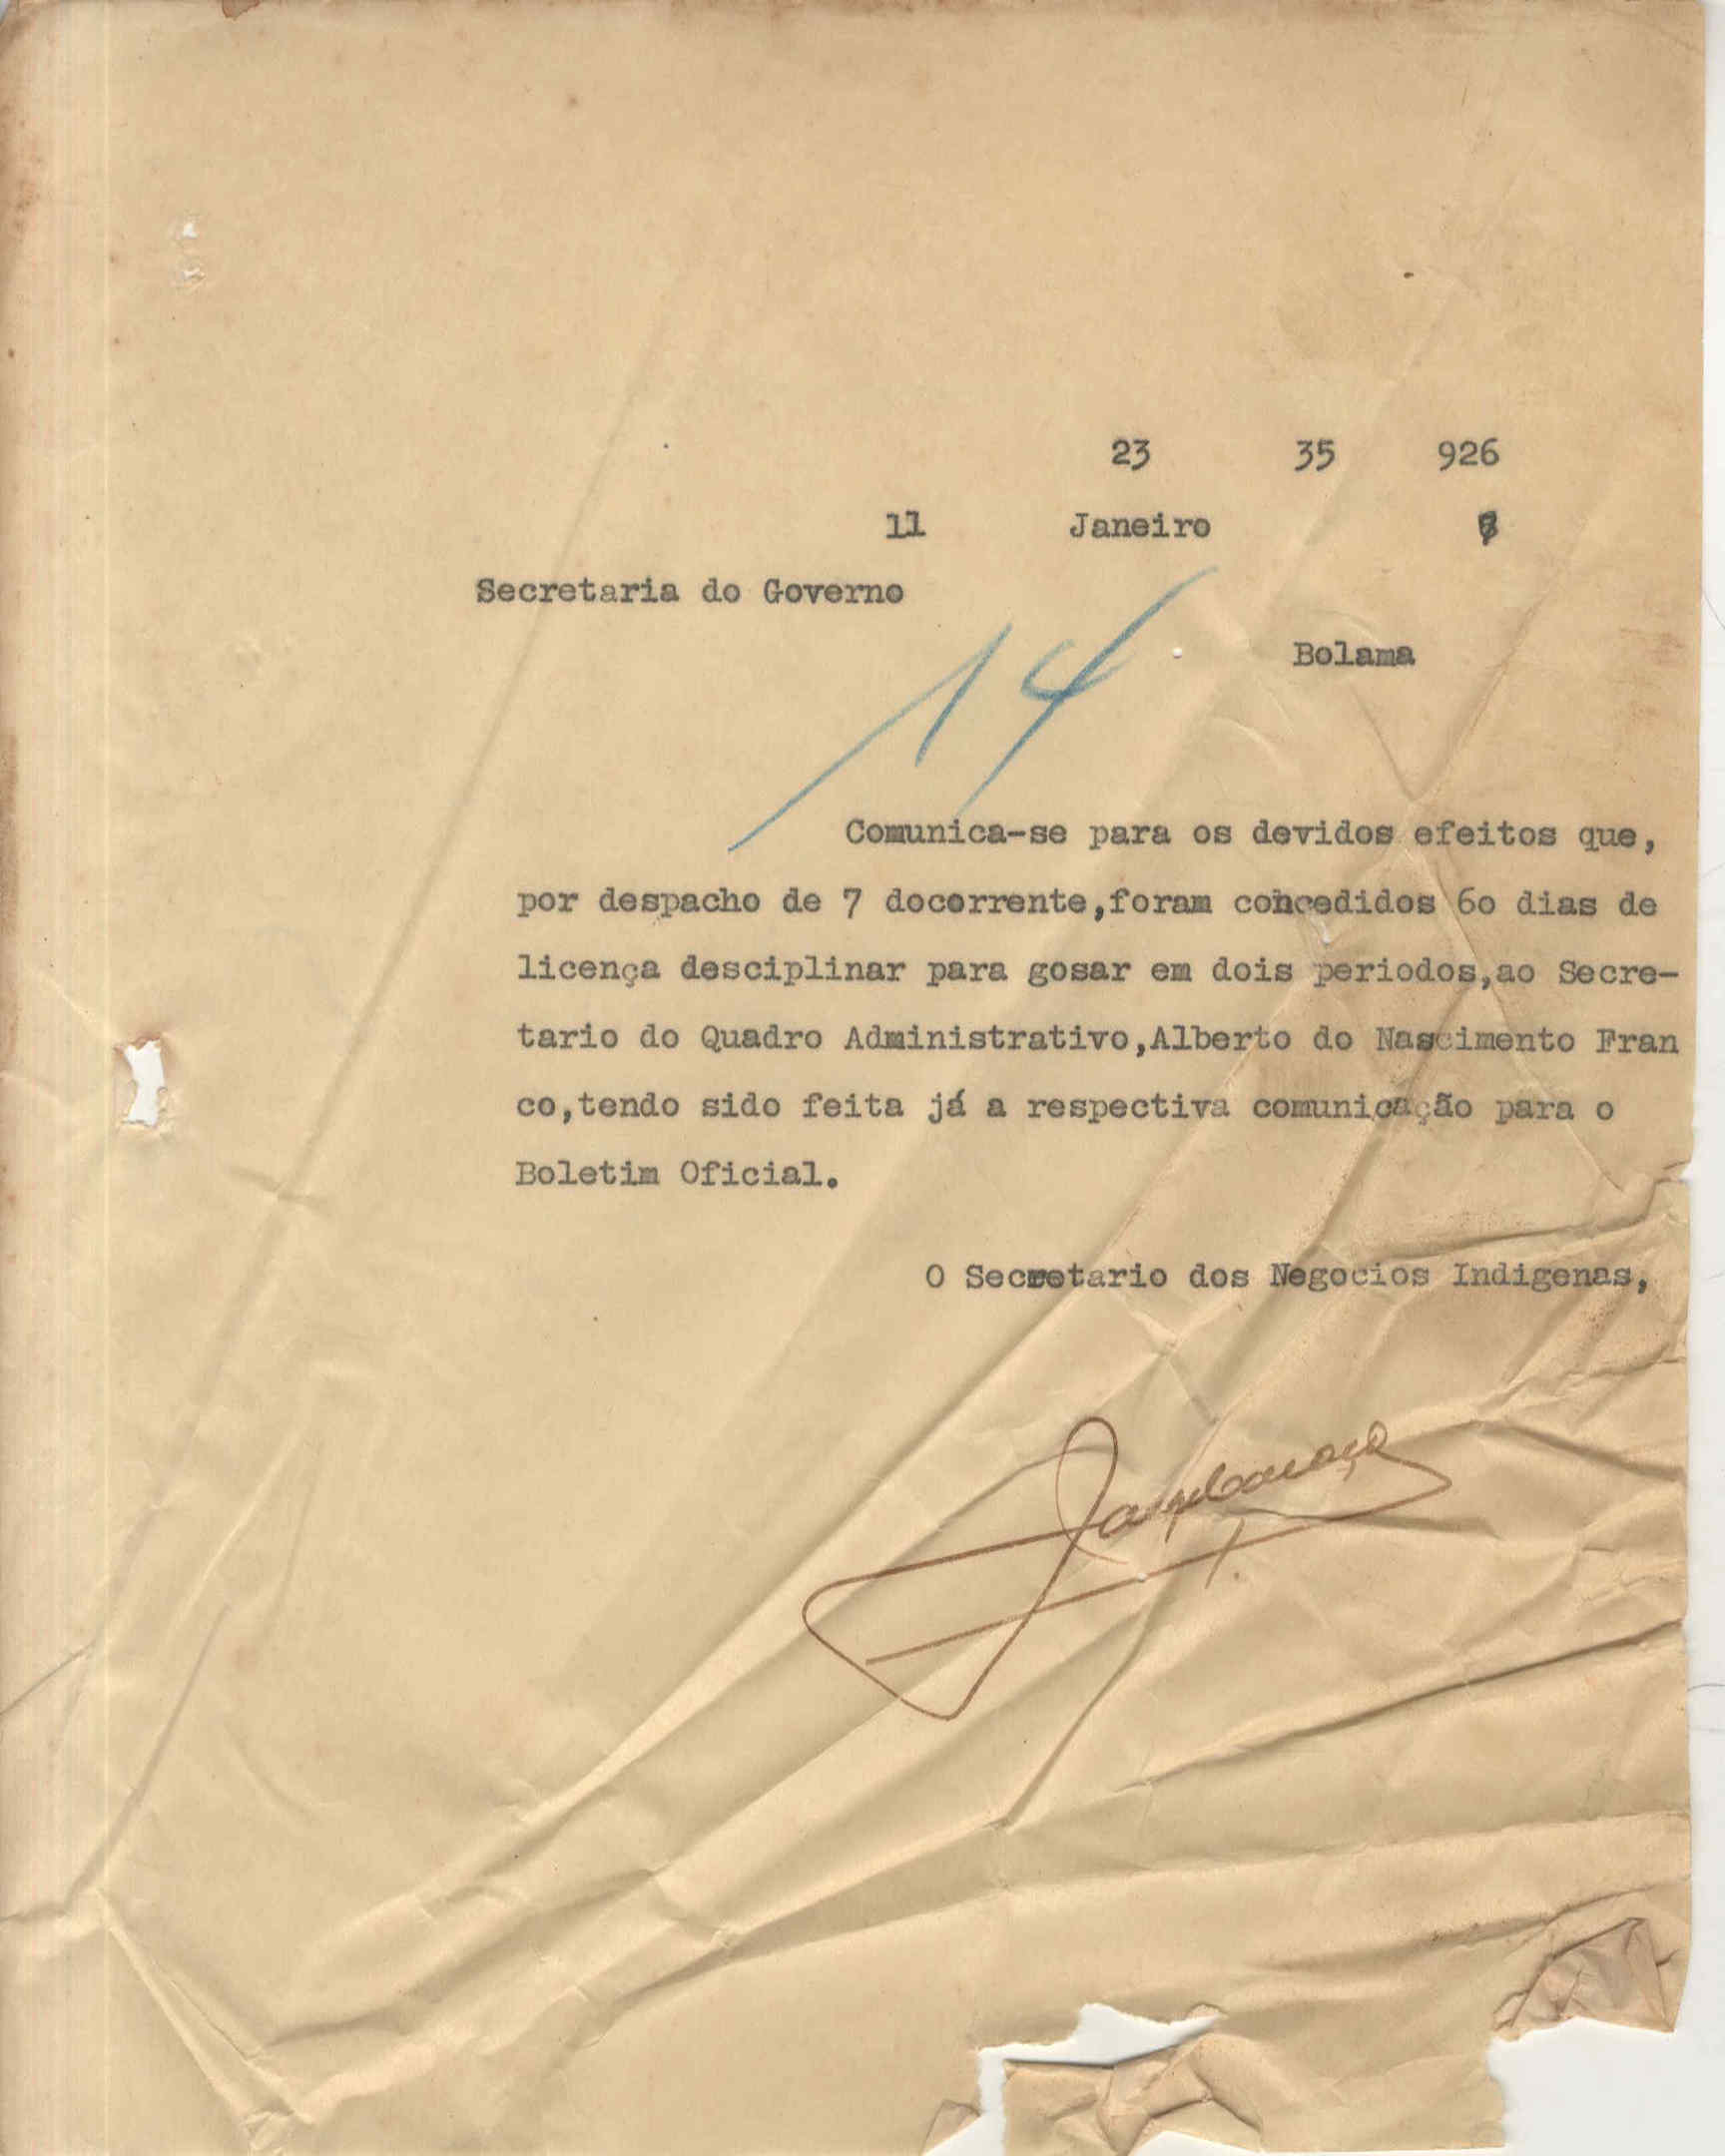 23 35 926
11 Janeiro
Secretaria do Governo
Bolama
14
Comunica-se para os devidos efeitos que,
por despacho de 7 docorrente,foram concedidos 60 dias de
licença desciplinar para gosar em dois periodos,ao Secre-
tario do Quadro Administrativo,Alberto do Nascimento Fran
co,tendo sido feita já a respectiva comunicação para o
Boletim Oficial.
O Secretario dos Negocios Indigenas,